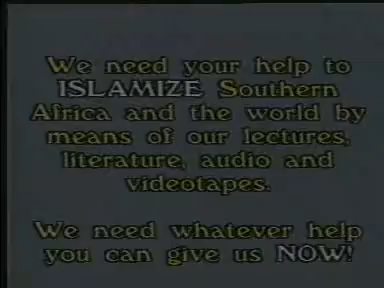 We need your help to
ISLAMIZE Southern
Africa and the world by
means of our lectures,
literature, audio and
videotapes.
We need whatever help
you can give us NOW!